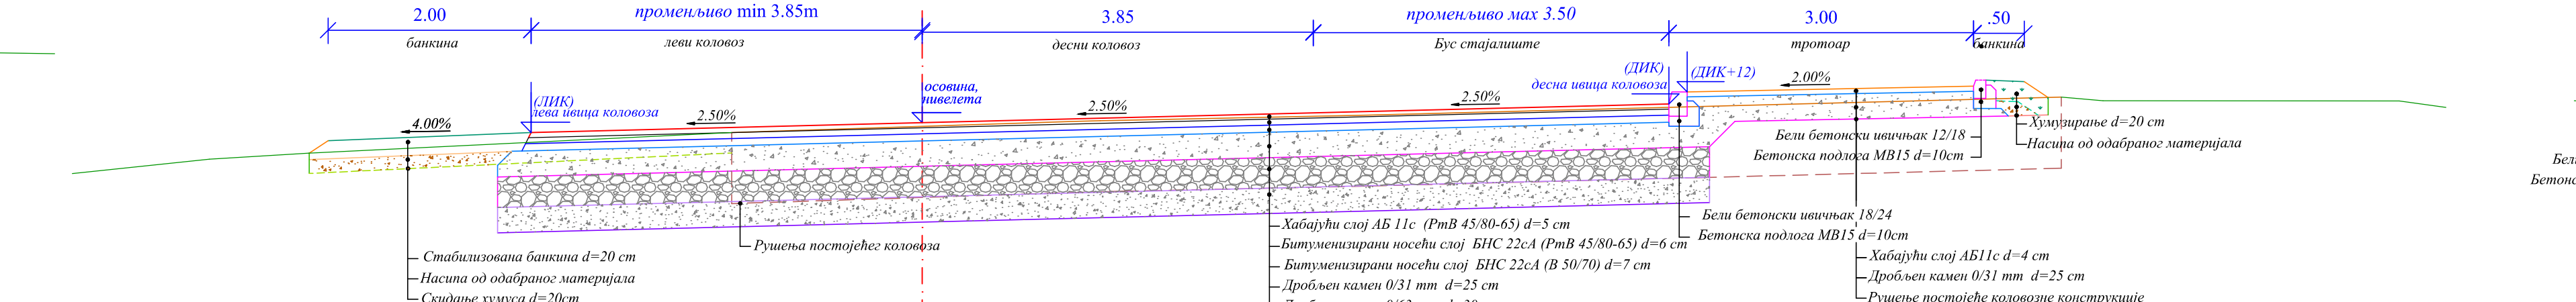 2.00
променљиво min 3.85m
3.85
променљиво мах 3.50
3.00
.50
банкина
леви коловоз
десни коловоз
Бус стајалиште
тротоар
банкина
(ЛИК)
лева ивица коловоза
осовина,
нивелета
(ДИК)
десна ивица коловоза
(ДИК+12)
4.00%
2.50%
2.50%
2.50%
2.00%
Хумузирање d=20 cm
Насипа од одабраног материјала
Бели бетонски ивичњак 12/18
Бетонска подлога МВ15 d=10cm
Бели бетонски ивичњак 18/24
Бетонска подлога МВ15 d=10cm
Рушења постојећег коловоза
Стабилизована банкина d=20 cm
Насипа од одабраног материјала
Скидање хумуса d=20cm
Хабајући слој АБ 11с (PmB 45/80-65) d=5 cm
Битуменизирани носећи слој БНС 22сА (PmB 45/80-65) d=6 cm
Битуменизирани носећи слој БНС 22сА (B 50/70) d=7 cm
Дробљен камен 0/31 mm d=25 cm
Хабајући слој АБ11с d=4 cm
Дробљен камен 0/31 mm d=25 cm
Рушење постојеће коловозне конструкције